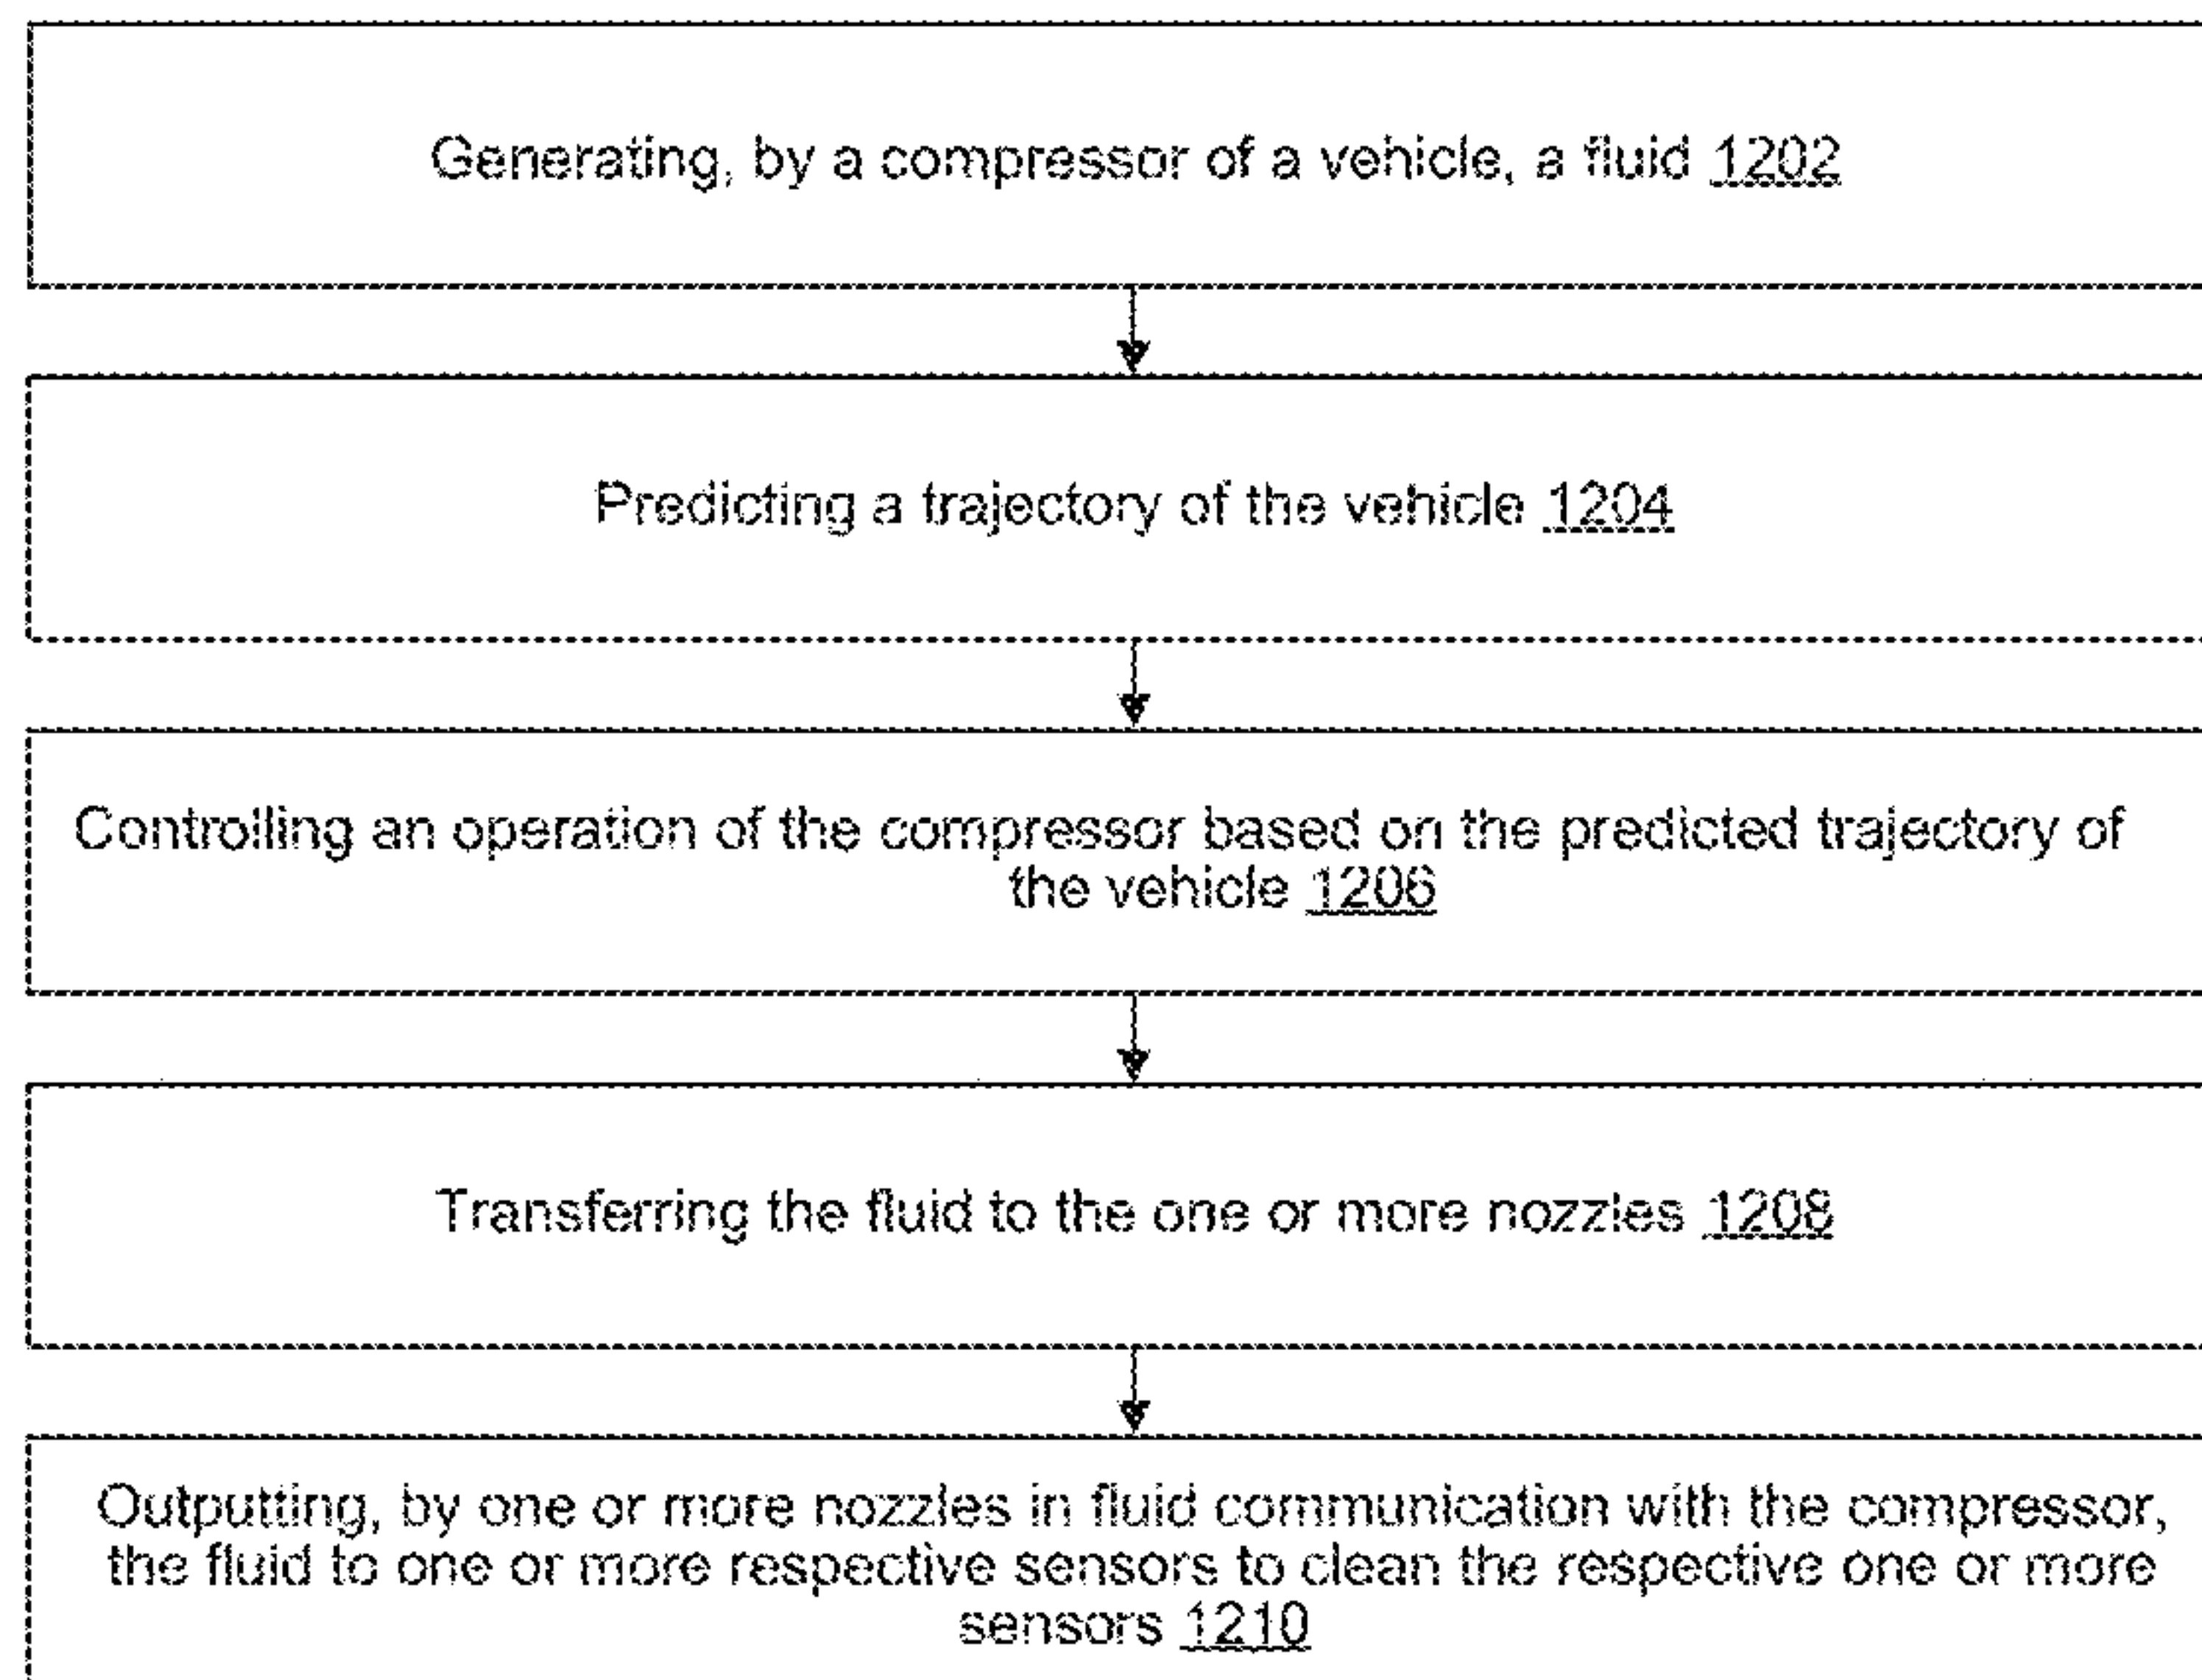 Generating, by a compressor of a vehicle, a fluid 1202
Predicting a trajectory of the vehicle 1204
Controlling an operation of the compressor based on the predicted trajectory of
the vehicle 1206
Transferring the fluid to the one or more nozzles 1208
Outputting, by one or more nozzles in fluid communication with the compressor,
the fluid to one or more respective sensors to clean the respective one or more
sensors 1210